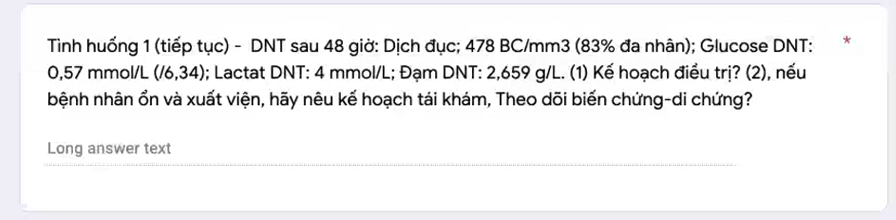 Tình huống 1 (tiếp tục) - DNT sau 48 giờ: Dịch đục; 478 BC/mm3 (83% đa nhân); Glucose DNT: *
0,57 mmol/L (/6,34); Lactat DNT: 4 mmol/L; Đạm DNT: 2,659 g/L. (1) Kế hoạch điều trị? (2), nếu
bệnh nhân ổn và xuất viện, hãy nêu kế hoạch tái khám, Theo dõi biến chứng-di chứng?
Long answer text